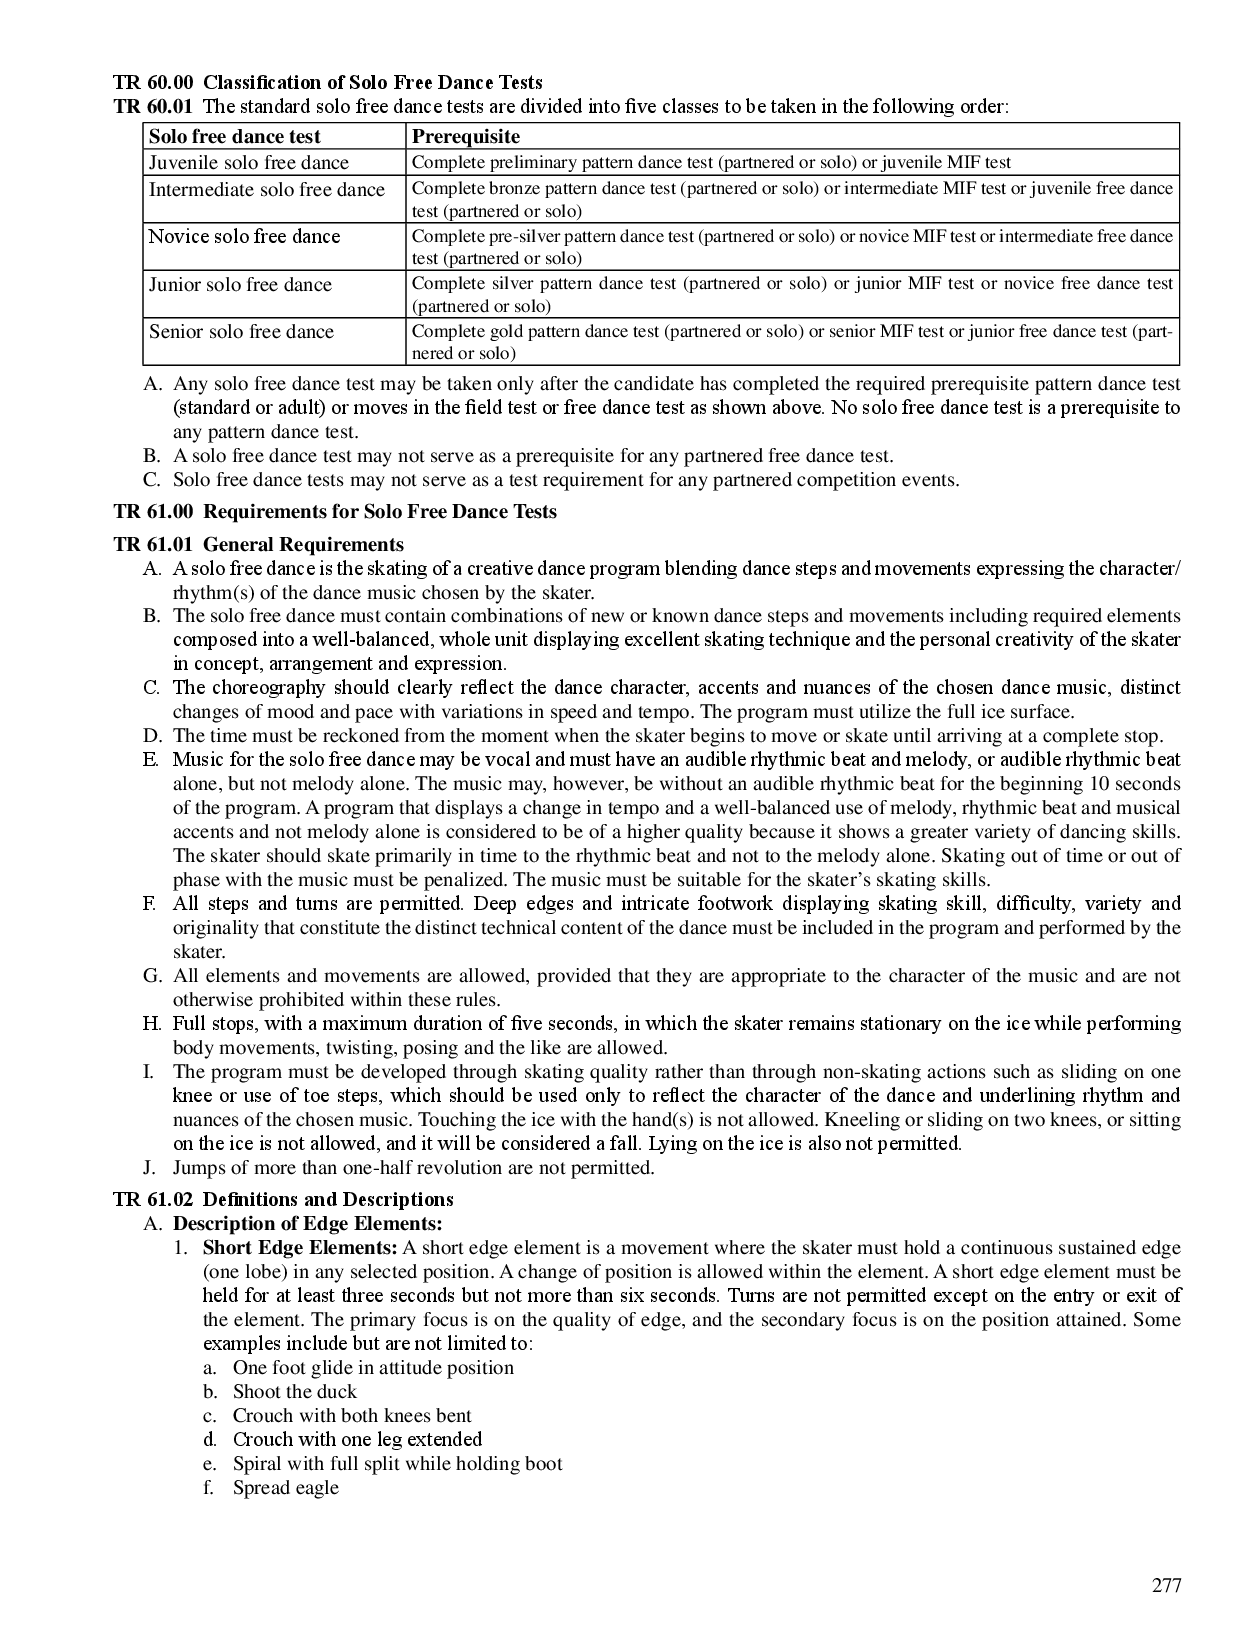 TR 60.00 Classification of Solo Free Dance Tests
TR 60.01 The standard solo free dance tests are divided into five classes to be taken in the following order:
Solo free dance test Prerequisite
Juvenile solo free dance Complete preliminary pattern dance test (partnered or solo) or juvenile MIF test
Intermediate solo free dance Complete bronze pattern dance test (partnered or solo) or intermediate MIF test or juvenile free dance
test (partnered or solo)
Novice solo free dance Complete pre-silver pattern dance test (partnered or solo) or novice MIF test or intermediate free dance
test (partnered or solo)
Junior solo free dance Complete silver pattern dance test (partnered or solo) or junior MIF test or novice free dance test
(partnered or solo)
Senior solo free dance Complete gold pattern dance test (partnered or solo) or senior MIF test or junior free dance test (part-
nered or solo)
A. Any solo free dance test may be taken only after the candidate has completed the required prerequisite pattern dance test
(standard or adult) or moves in the field test or free dance test as shown above. No solo free dance test is a prerequisite to
any pattern dance test.
B. A solo free dance test may not serve as a prerequisite for any partnered free dance test.
C. Solo free dance tests may not serve as a test requirement for any partnered competition events.
TR 61.00 Requirements for Solo Free Dance Tests
TR 61.01 General Requirements
A. A solo free dance is the skating of a creative dance program blending dance steps and movements expressing the character/
rhythm(s) of the dance music chosen by the skater.
B. The solo free dance must contain combinations of new or known dance steps and movements including required elements
composed into a well-balanced, whole unit displaying excellent skating technique and the personal creativity of the skater
in concept, arrangement and expression.
C. The choreography should clearly reflect the dance character, accents and nuances of the chosen dance music, distinct
changes of mood and pace with variations in speed and tempo. The program must utilize the full ice surface.
D. The time must be reckoned from the moment when the skater begins to move or skate until arriving at a complete stop.
E. Music for the solo free dance may be vocal and must have an audible rhythmic beat and melody, or audible rhythmic beat
alone, but not melody alone. The music may, however, be without an audible rhythmic beat for the beginning 10 seconds
of the program. A program that displays a change in tempo and a well-balanced use of melody, rhythmic beat and musical
accents and not melody alone is considered to be of a higher quality because it shows a greater variety of dancing skills.
The skater should skate primarily in time to the rhythmic beat and not to the melody alone. Skating out of time or out of
phase with the music must be penalized. The music must be suitable for the skater's skating skills.
F. All steps and turns are permitted. Deep edges and intricate footwork displaying skating skill, difficulty, variety and
originality that constitute the distinct technical content of the dance must be included in the program and performed by the
skater.
G. All elements and movements are allowed, provided that they are appropriate to the character of the music and are not
otherwise prohibited within these rules.
H. Full stops, with a maximum duration of five seconds, in which the skater remains stationary on the ice while performing
body movements, twisting, posing and the like are allowed.
I. The program must be developed through skating quality rather than through non-skating actions such as sliding on one
knee or use of toe steps, which should be used only to reflect the character of the dance and underlining rhythm and
nuances of the chosen music. Touching the ice with the hand(s) is not allowed. Kneeling or sliding on two knees, or sitting
on the ice is not allowed, and it will be considered a fall. Lying on the ice is also not permitted.
J. Jumps of more than one-half revolution are not permitted.
TR 61.02 Definitions and Descriptions
A. Description of Edge Elements:
1. Short Edge Elements: A short edge element is a movement where the skater must hold a continuous sustained edge
(one lobe) in any selected position. A change of position is allowed within the element. A short edge element must be
held for at least three seconds but not more than six seconds. Turns are not permitted except on the entry or exit of
the element. The primary focus is on the quality of edge, and the secondary focus is on the position attained. Some
examples include but are not limited to:
a. One foot glide in attitude position
b. Shoot the duck
c. Crouch with both knees bent
d. Crouch with one leg extended
e. Spiral with full split while holding boot
f. Spread eagle
277